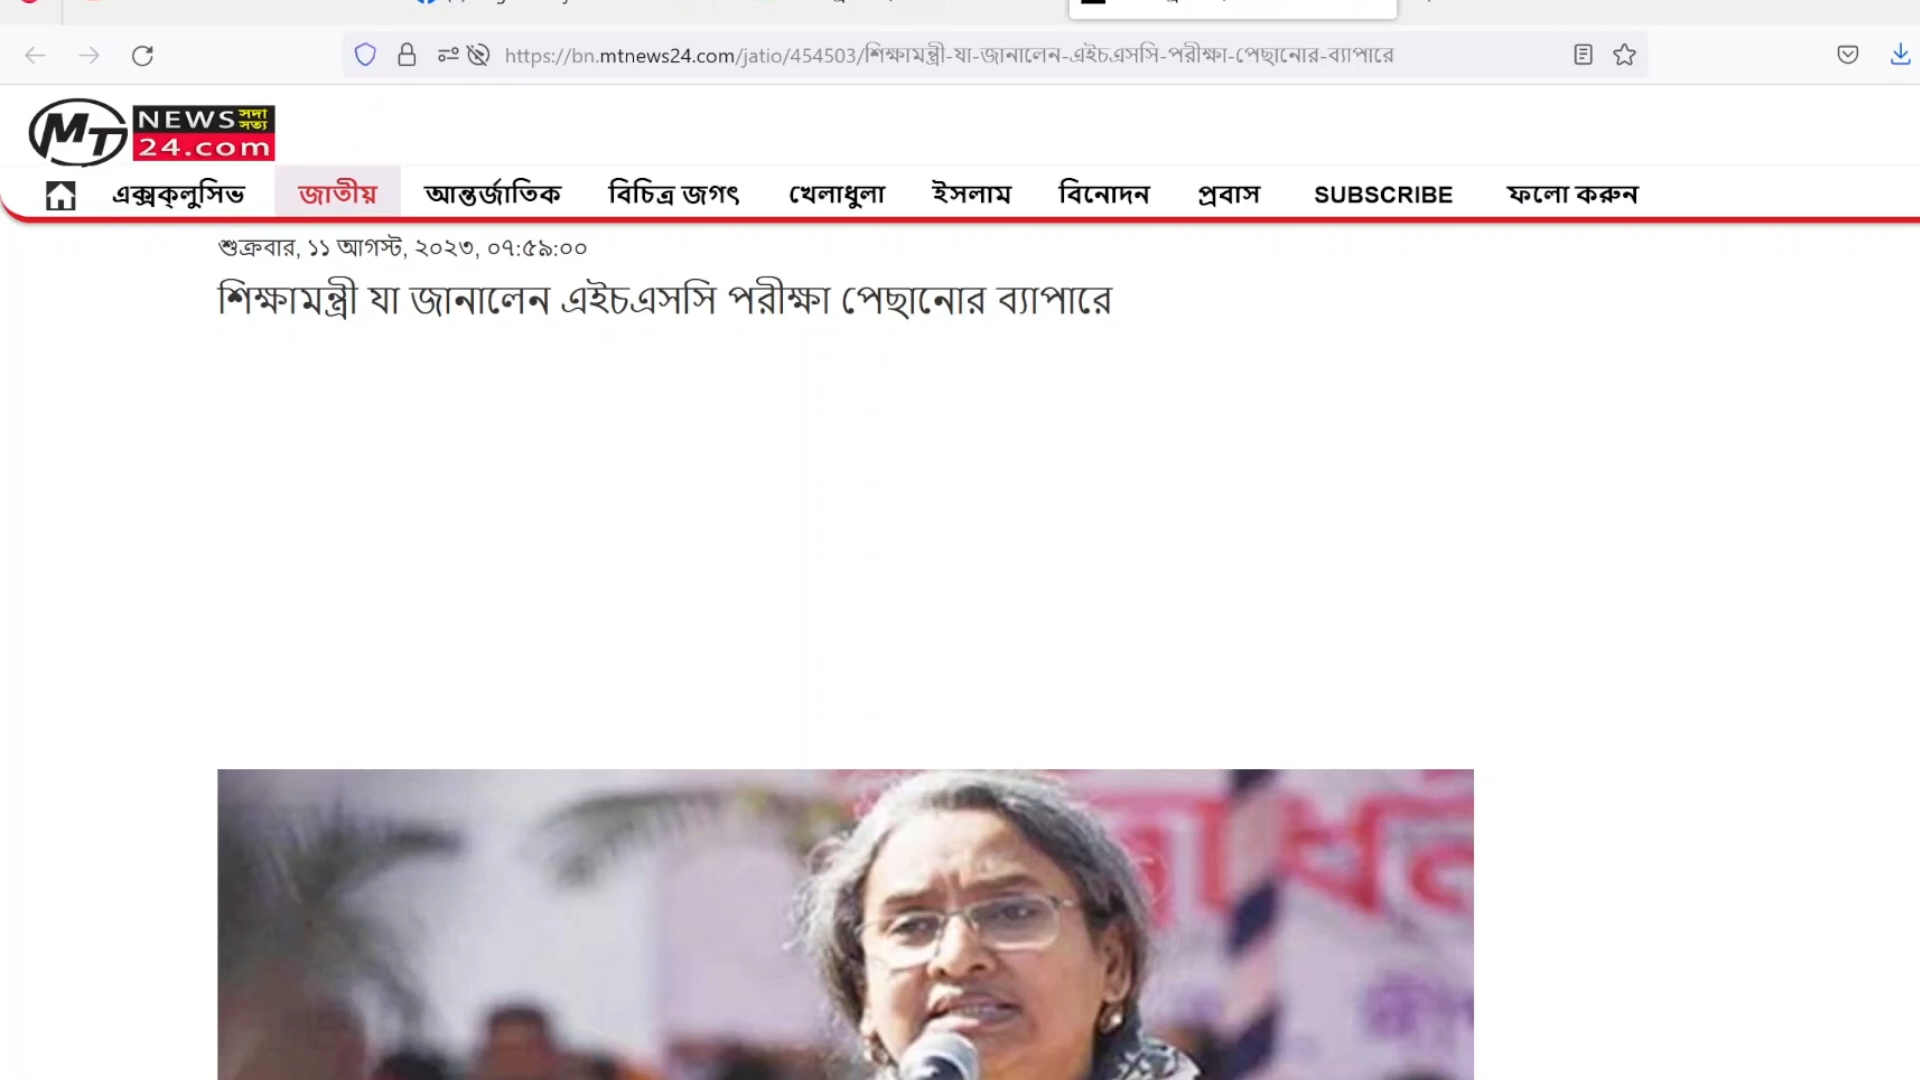 https://bn.mtnews24.com/jatio/454503/শিক্ষামন্ত্রী-যা-জানালেন-এইচএসসি-পরীক্ষা-পেছানোর-ব্যাপারে
MT NEWS সদা সত্য
24.com
এক্সক্লুসিভ জাতীয় আন্তর্জাতিক বিচিত্র জগৎ খেলাধুলা ইসলাম বিনোদন প্রবাস SUBSCRIBE ফলো করুন
শুক্রবার, ১১ আগস্ট, ২০২৩, ০৭:৫৯:০০
শিক্ষামন্ত্রী যা জানালেন এইচএসসি পরীক্ষা পেছানোর ব্যাপারে